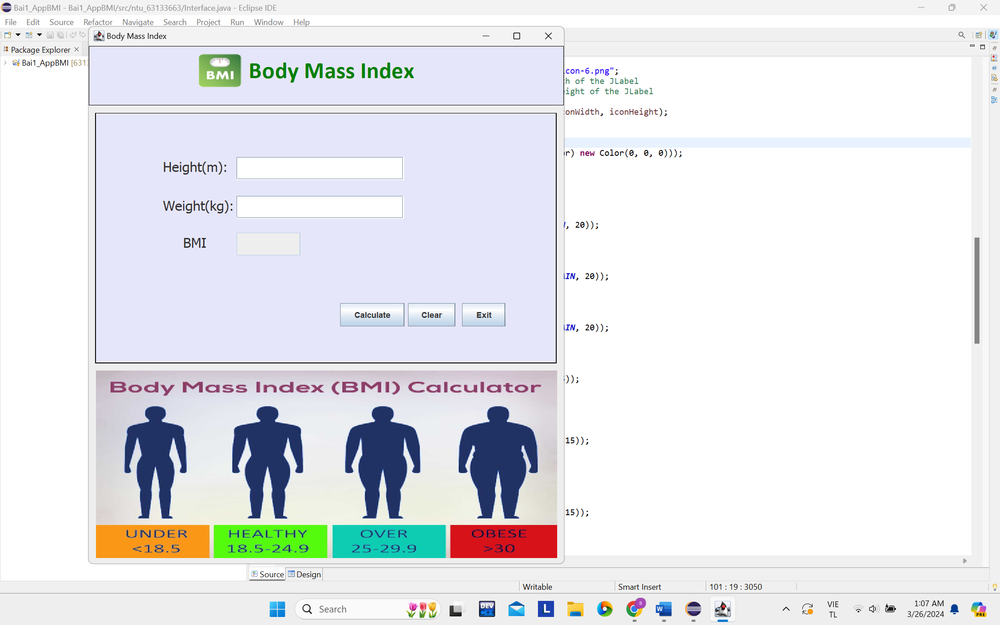 Bai1_AppBMI - Bai1_AppBMI/src/ntu_63133663/Interface.java - Eclipse IDE
File Edit Source Refactor Navigate Search Project Run Window Help
Body Mass Index
Package Explorer
Bai1_AppBMI
BMI
Body Mass Index
con-6.png";
h of the JLabel
ight of the JLabel
onWidth, iconHeight);
r) new Color(0, 0, 0)));
Height(m):
Weight(kg):
, 20));
BMI
IN, 20));
Calculate Clear Exit
IN, 20));
Body Mass Index (BMI) Calculator
));
15));
15));
UNDER HEALTHY OVER OBESE
<18.5 18.5-24.9 25-29.9 >30
Source Design
Writable Smart Insert 101 : 19 : 3050
Search
DEV
C++
L
S
W
VIE
TL
1:07 AM
3/26/2024
PRE